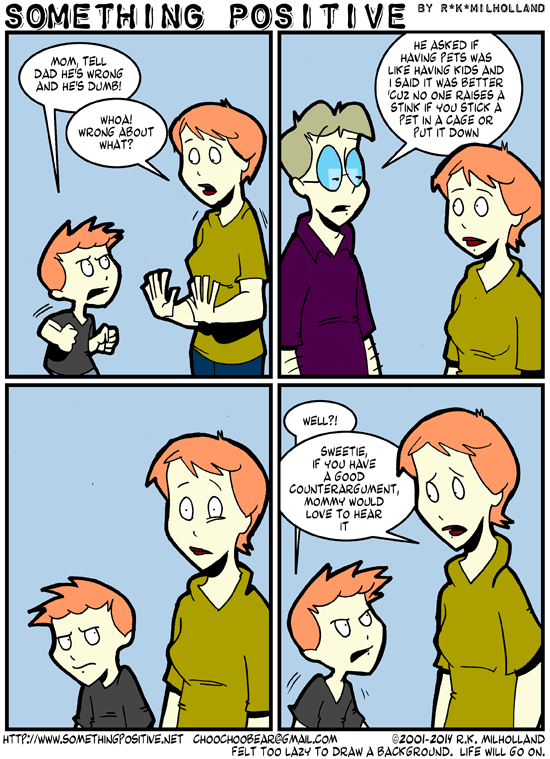 SOMETHING POSITIVE BY R*K*MILHOLLAND
MOM, TELL
DAD HE'S WRONG
AND HE'S DUMB!
WHOA!
WRONG ABOUT
WHAT?
HE ASKED IF
HAVING PETS WAS
LIKE HAVING KIDS AND
I SAID IT WAS BETTER
'CUZ NO ONE RAISES A
STINK IF YOU STICK A
PET IN A CAGE OR
PUT IT DOWN
WELL?!
SWEETIE,
IF YOU HAVE
A GOOD
COUNTERARGUMENT,
MOMMY WOULD
LOVE TO HEAR
IT
HTTP://WWW.SOMETHINGPOSITIVE.NET CHOOCHOOBEAR@GMAIL.COM ©2001-2014 R.K. MILHOLLAND
FELT TOO LAZY TO DRAW A BACKGROUND. LIFE WILL GO ON.